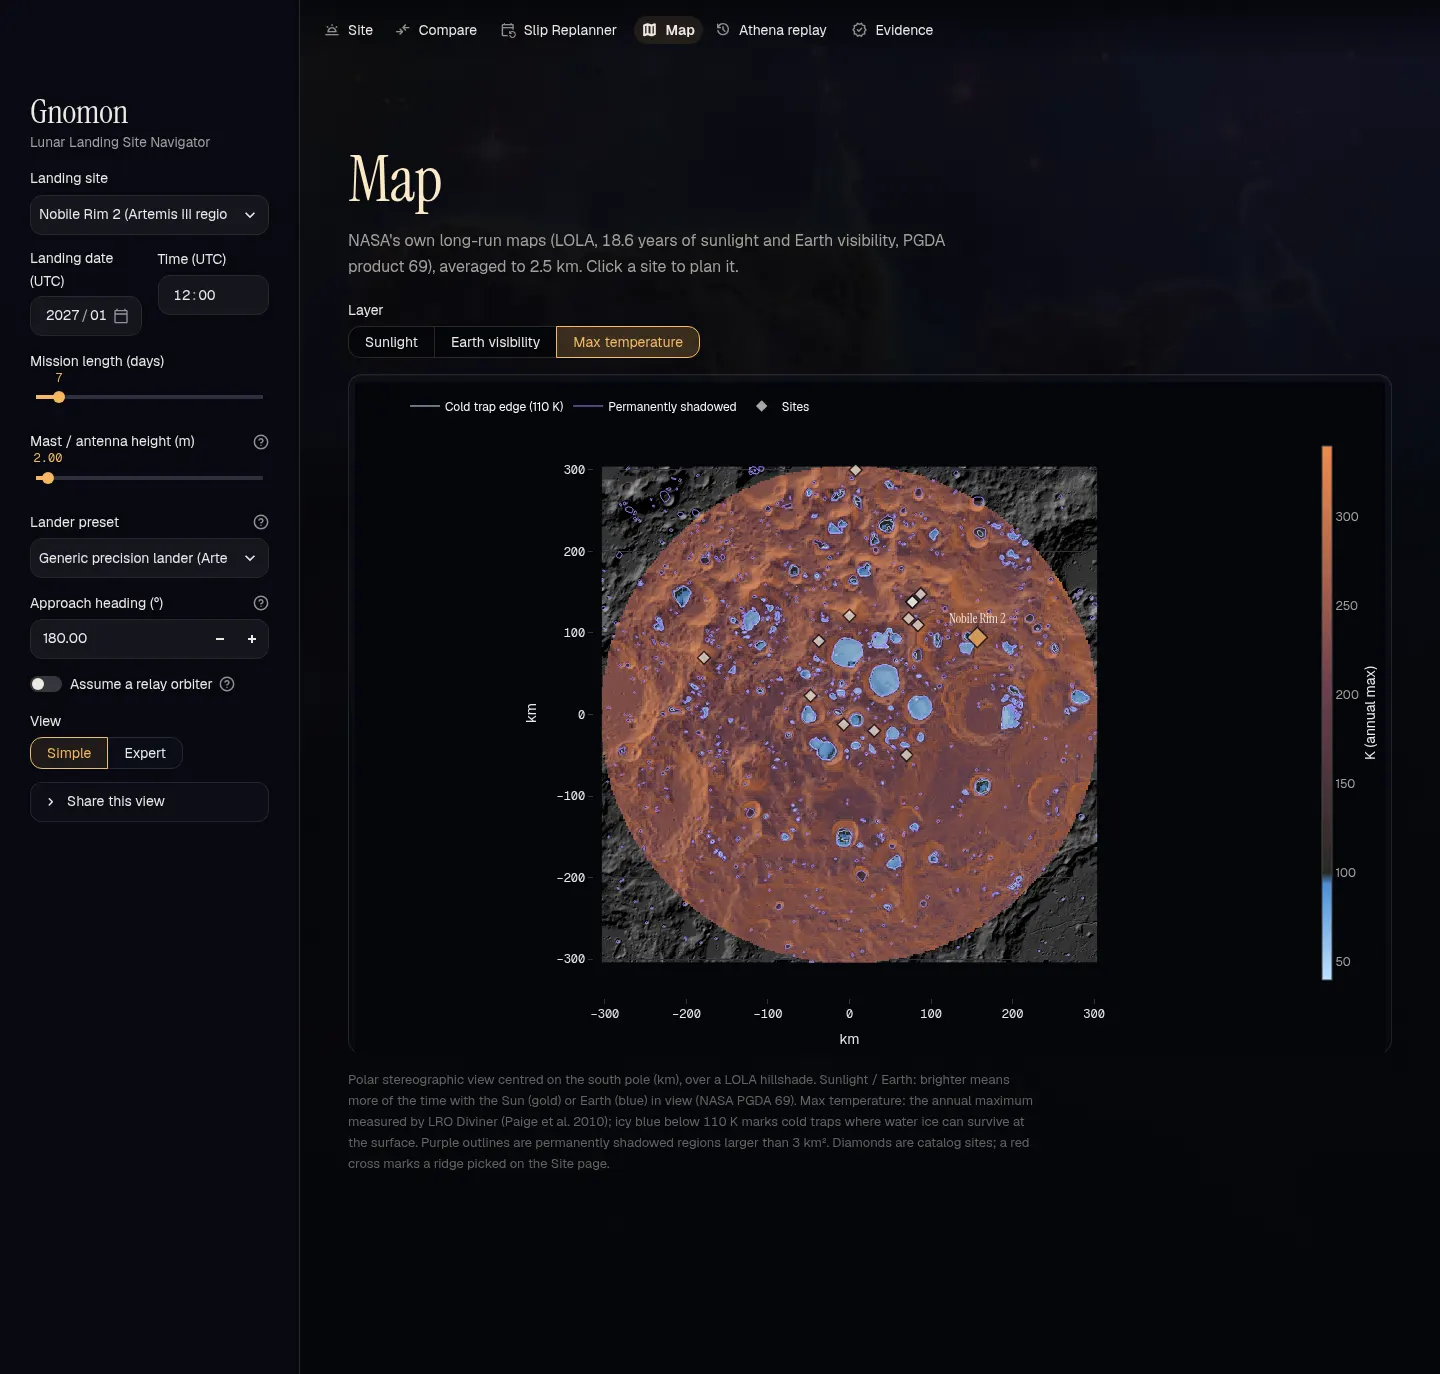 Site
Compare
Slip Replanner
Map
Athena replay
Evidence
Gnomon
Lunar Landing Site Navigator
Landing site
Nobile Rim 2 (Artemis III regio
Landing date (UTC)
Time (UTC)
2027/01
12:00
Mission length (days)
7
Mast / antenna height (m)
2.00
Lander preset
Generic precision lander (Arte
Approach heading (°)
180.00
Assume a relay orbiter
View
Simple
Expert
Share this view
Map
NASA's own long-run maps (LOLA, 18.6 years of sunlight and Earth visibility, PGDA
product 69), averaged to 2.5 km. Click a site to plan it.
Layer
Sunlight
Earth visibility
Max temperature
Cold trap edge (110 K)
Permanently shadowed
Sites
300
200
100
0
−100
−200
−300
km
Nobile Rim 2
−300
−200
−100
0
100
200
300
km
300
250
200
150
100
50
K (annual max)
Polar stereographic view centred on the south pole (km), over a LOLA hillshade. Sunlight / Earth: brighter means
more of the time with the Sun (gold) or Earth (blue) in view (NASA PGDA 69). Max temperature: the annual maximum
measured by LRO Diviner (Paige et al. 2010); icy blue below 110 K marks cold traps where water ice can survive at
the surface. Purple outlines are permanently shadowed regions larger than 3 km². Diamonds are catalog sites; a red
cross marks a ridge picked on the Site page.